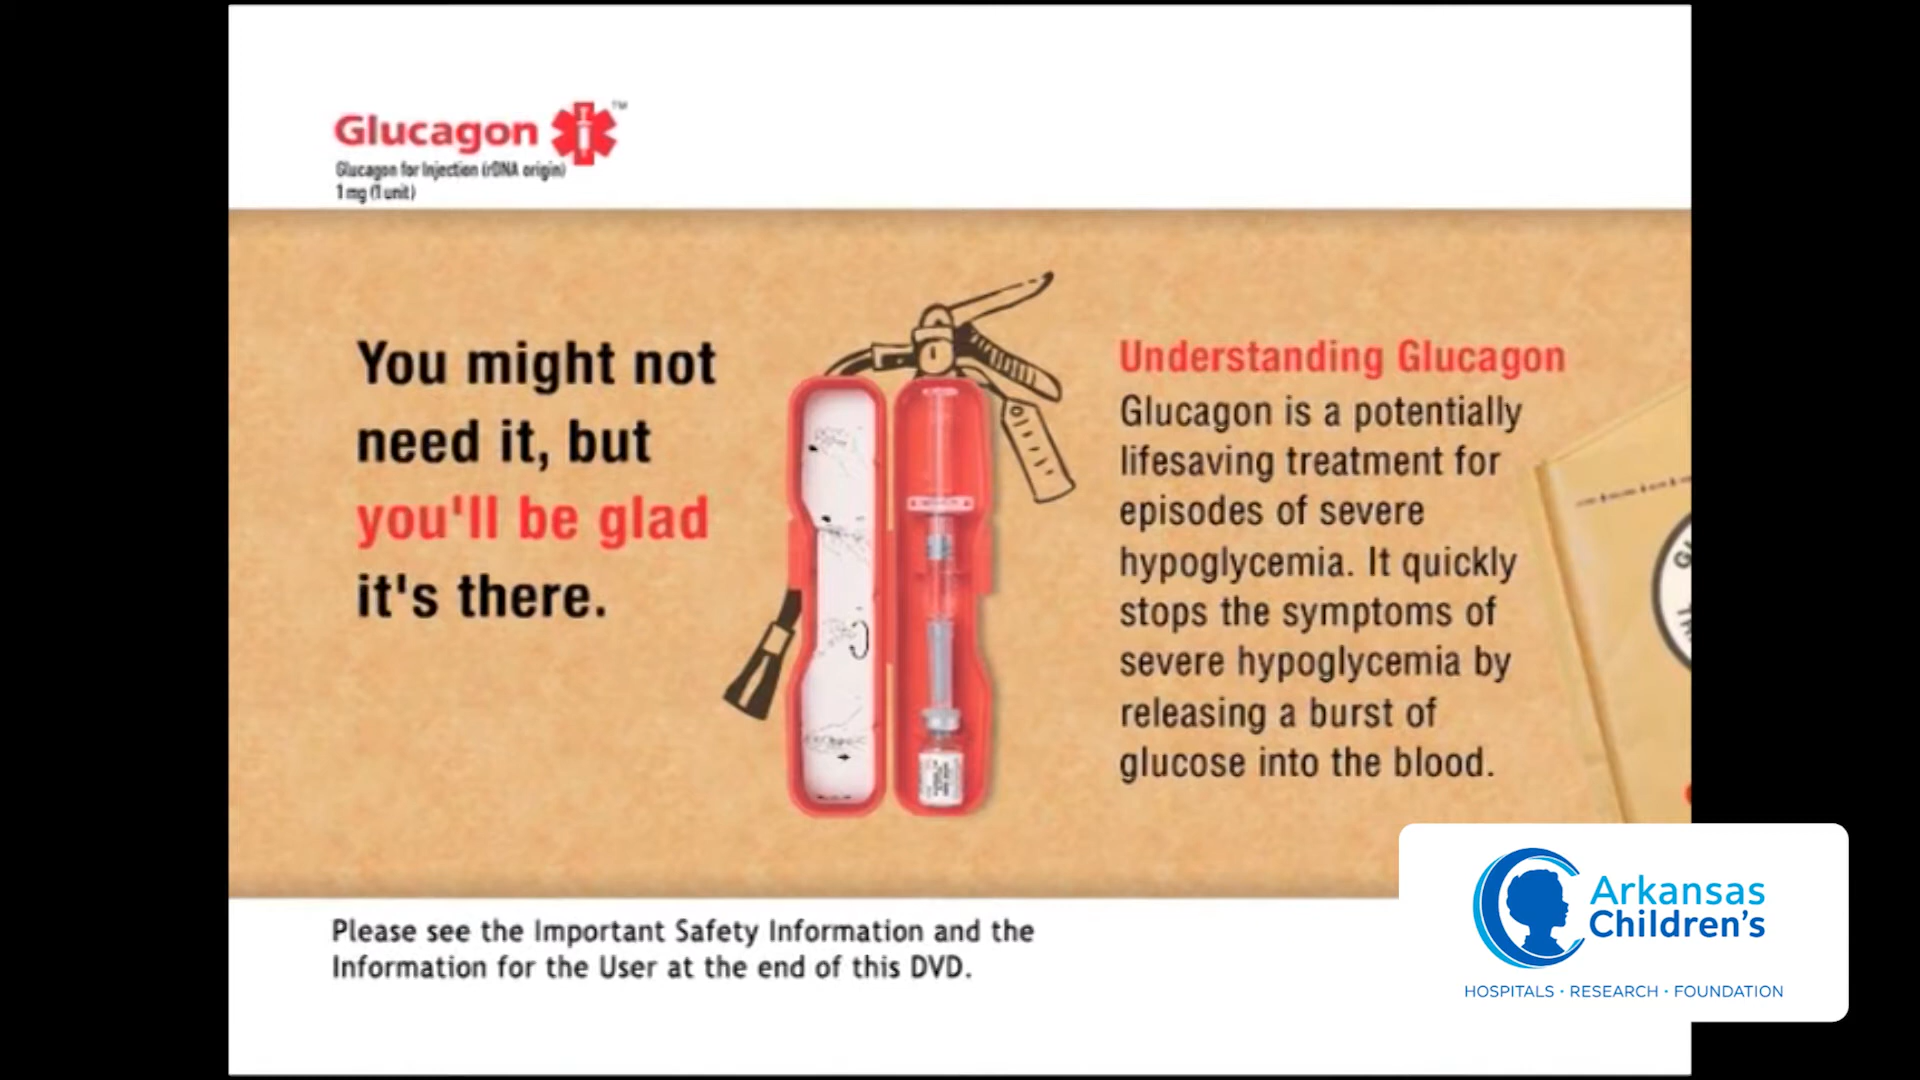 Glucagon TM
Glucagon for Injection (rDNA origin)
1 mg (1 unit)
You might not
need it, but
you'll be glad
it's there.
Understanding Glucagon
Glucagon is a potentially
lifesaving treatment for
episodes of severe
hypoglycemia. It quickly
stops the symptoms of
severe hypoglycemia by
releasing a burst of
glucose into the blood.
Please see the Important Safety Information and the
Information for the User at the end of this DVD.
Arkansas
Children's
HOSPITALS · RESEARCH · FOUNDATION